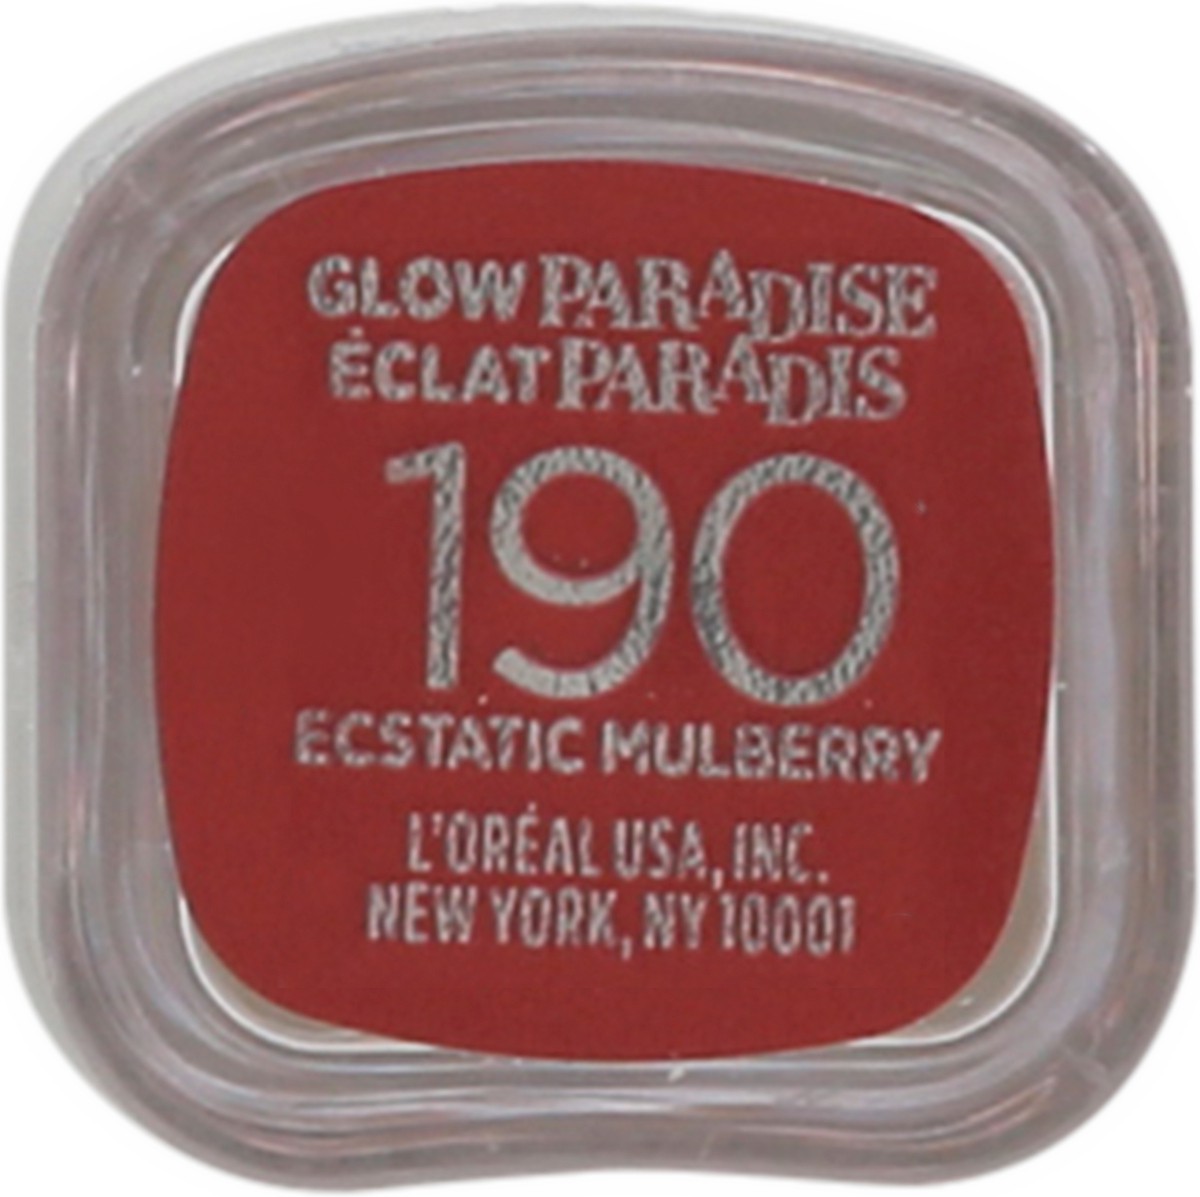 GLOW PARADISE
ÉCLAT PARADIS
190
ECSTATIC MULBERRY
L'ORÉAL USA, INC.
NEW YORK, NY 10001